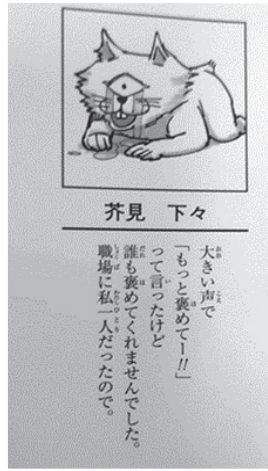 芥見　下々
大きい声で
「もっと褒めてー!!」
って言ったけど
誰も褒めてくれませんでした。
職場に私一人だったので。